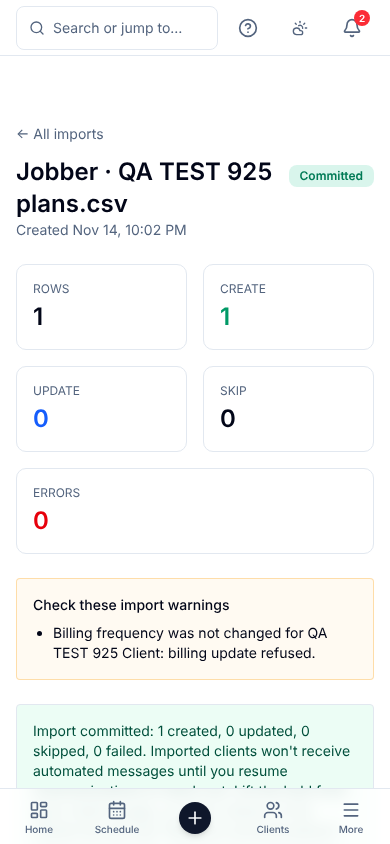 Search or jump to...
2
← All imports
Jobber · QA TEST 925
plans.csv
Committed
Created Nov 14, 10:02 PM
ROWS
1
CREATE
1
UPDATE
0
SKIP
0
ERRORS
0
Check these import warnings
• Billing frequency was not changed for QA
TEST 925 Client: billing update refused.
Import committed: 1 created, 0 updated, 0
skipped, 0 failed. Imported clients won't receive
automated messages until you resume
Home
Schedule
Clients
More